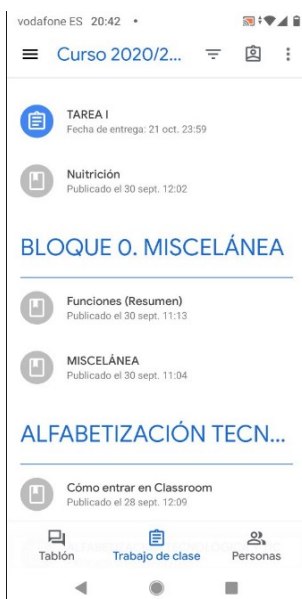 vodafone ES 20:42 •
Curso 2020/2...
TAREA I
Fecha de entrega: 21 oct. 23:59
Nuitrición
Publicado el 30 sept. 12:02
BLOQUE 0. MISCELÁNEA
Funciones (Resumen)
Publicado el 30 sept. 11:13
MISCELÁNEA
Publicado el 30 sept. 11:04
ALFABETIZACIÓN TECN...
Cómo entrar en Classroom
Publicado el 28 sept. 12:09
Tablón Trabajo de clase Personas